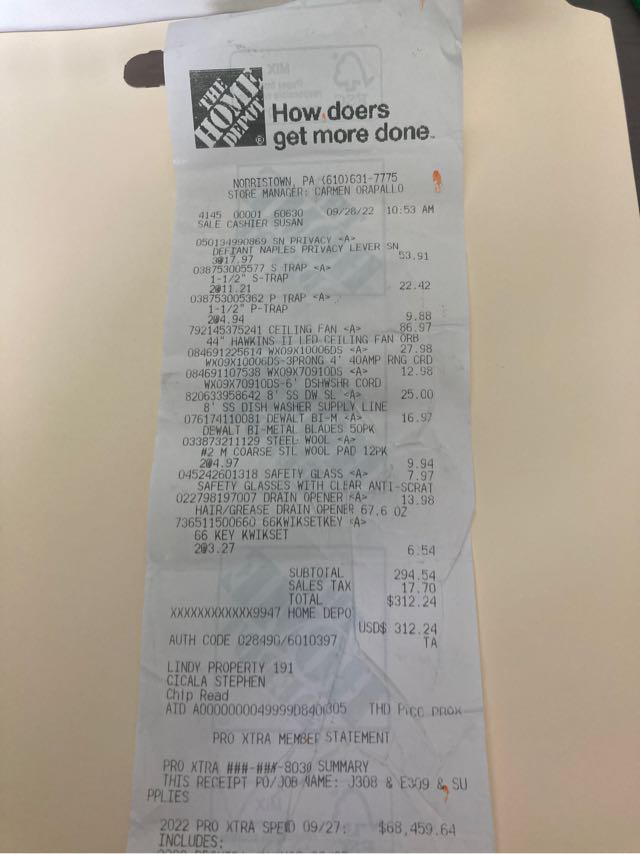 THE
HOME
DEPOT
How doers
get more done™
NORRISTOWN, PA (610)631-7775
STORE MANAGER: CARMEN ORAPALLO
4145 00001 60630 09/28/22 10:53 AM
SALE CASHIER SUSAN
050134990869 SN PRIVACY <A>
DEFIANT NAPLES PRIVACY LEVER SN
3@17.97 53.91
038753005577 S TRAP <A>
1-1/2" S-TRAP
2@11.21 22.42
038753005362 P TRAP <A>
1-1/2" P-TRAP
2@4.94 9.88
792145375241 CEILING FAN <A> 86.97
44" HAWKINS II LED CEILING FAN ORB
084691225614 WX09X10006DS <A> 27.98
WX09X10006DS-3PRONG 4' 40AMP RNG CRD
084691107538 WX09X70910DS <A> 12.98
WX09X70910DS-6' DSHWSHR CORD
820633958642 8' SS DW SL <A> 25.00
8' SS DISH WASHER SUPPLY LINE
076174110081 DEWALT BI-M <A> 16.97
DEWALT BI-METAL BLADES 50PK
033873211129 STEEL WOOL <A>
#2 M COARSE STL WOOL PAD 12PK
2@4.97 9.94
045242601318 SAFETY GLASS <A> 7.97
SAFETY GLASSES WITH CLEAR ANTI-SCRAT
022798197007 DRAIN OPENER <A> 13.98
HAIR/GREASE DRAIN OPENER 67.6 OZ
736511500660 66KWIKSETKEY <A>
66 KEY KWIKSET
2@3.27 6.54
SUBTOTAL 294.54
SALES TAX 17.70
TOTAL $312.24
XXXXXXXXXXXX9947 HOME DEPO
USD$ 312.24
AUTH CODE 028490/6010397 TA
LINDY PROPERTY 191
CICALA STEPHEN
Chip Read
AID A0000000049999D8400305 THD
PRO XTRA MEMBER STATEMENT
PRO XTRA ###-###-8030 SUMMARY
THIS RECEIPT PO/JOB NAME: J308 & E309 & SU
PPLIES
2022 PRO XTRA SPEND 09/27: $68,459.64
INCLUDES: